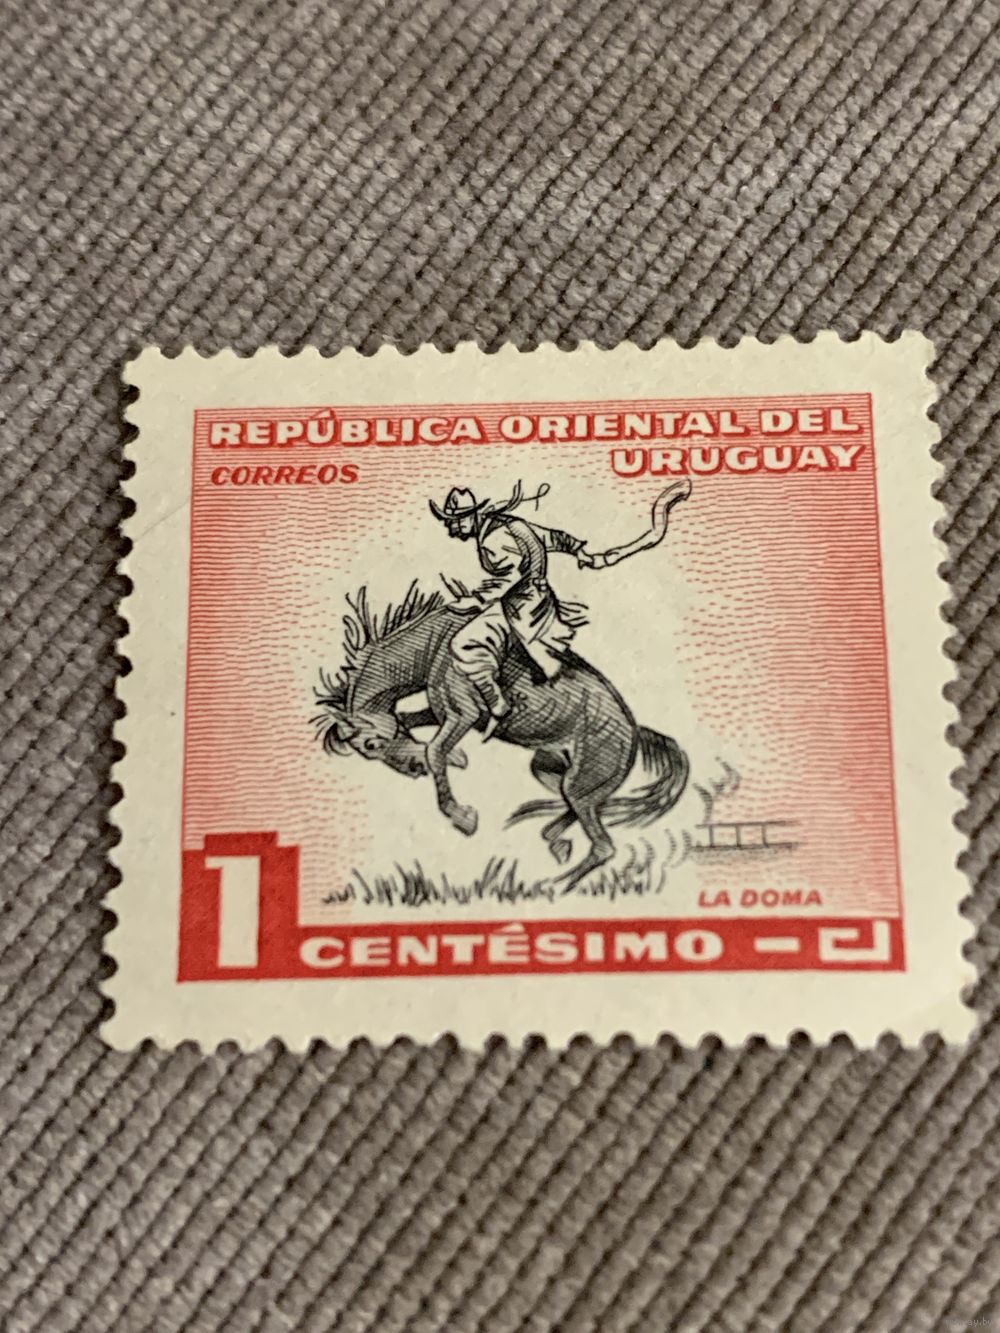 REPÚBLICA ORIENTAL DEL
URUGUAY
CORREOS
LA DOMA
1 CENTÉSIMO